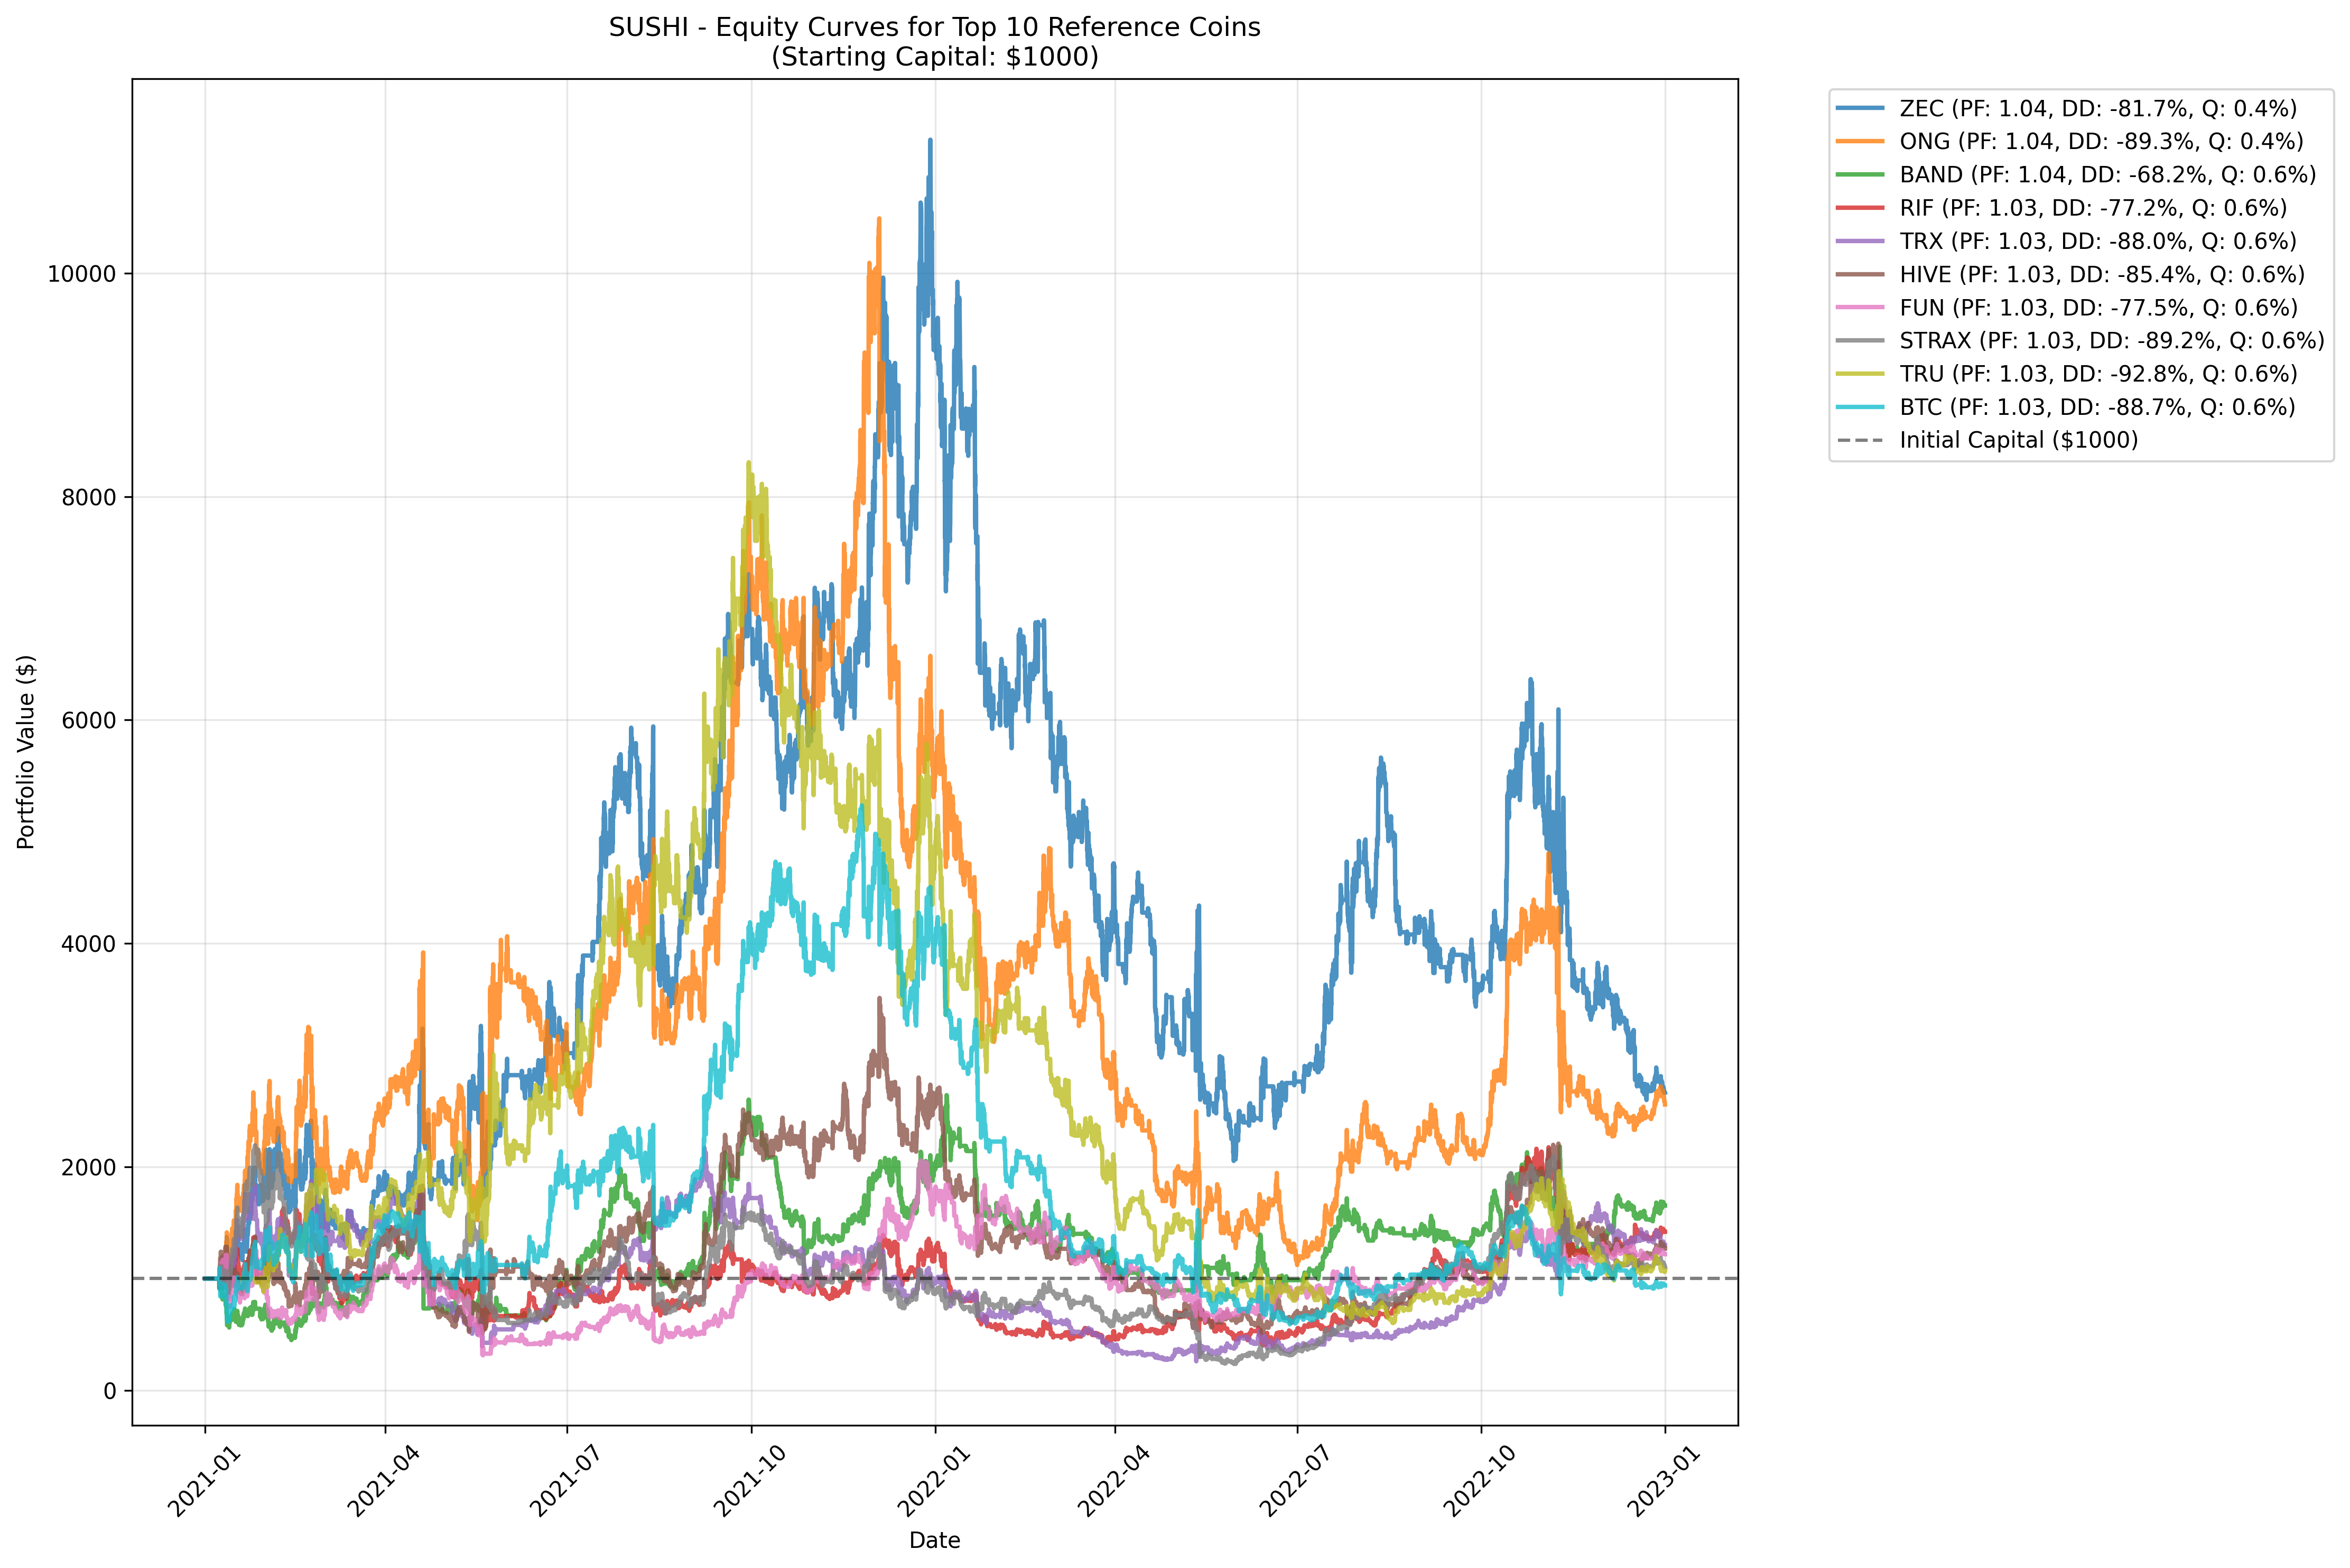 SUSHI - Equity Curves for Top 10 Reference Coins
(Starting Capital: $1000)
Portfolio Value ($)
10000
8000
6000
4000
2000
0
2021-01
2021-04
2021-07
2021-10
2022-01
2022-04
2022-07
2022-10
2023-01
Date
ZEC (PF: 1.04, DD: -81.7%, Q: 0.4%)
ONG (PF: 1.04, DD: -89.3%, Q: 0.4%)
BAND (PF: 1.04, DD: -68.2%, Q: 0.6%)
RIF (PF: 1.03, DD: -77.2%, Q: 0.6%)
TRX (PF: 1.03, DD: -88.0%, Q: 0.6%)
HIVE (PF: 1.03, DD: -85.4%, Q: 0.6%)
FUN (PF: 1.03, DD: -77.5%, Q: 0.6%)
STRAX (PF: 1.03, DD: -89.2%, Q: 0.6%)
TRU (PF: 1.03, DD: -92.8%, Q: 0.6%)
BTC (PF: 1.03, DD: -88.7%, Q: 0.6%)
Initial Capital ($1000)